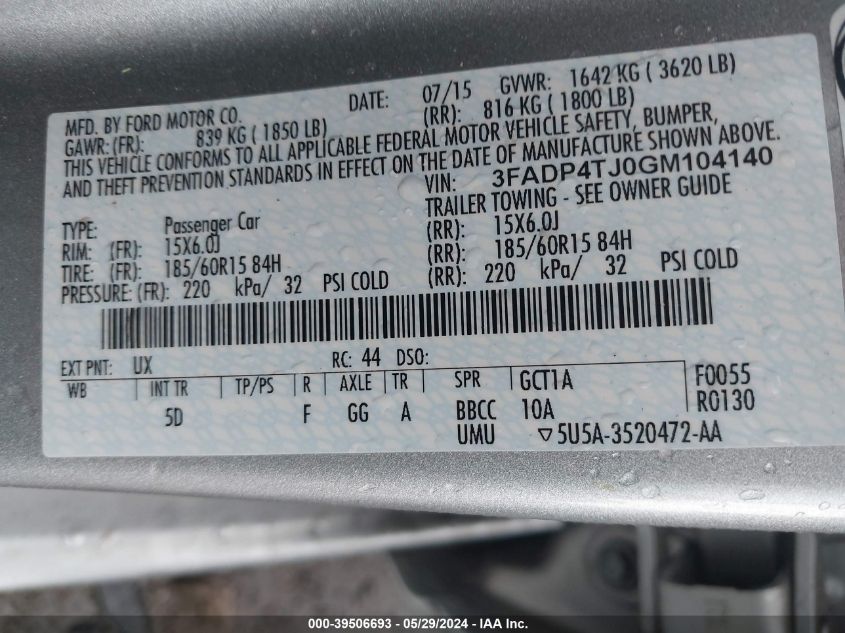 MFD. BY FORD MOTOR CO. DATE: 07/15 GVWR: 1642 KG ( 3620 LB)
GAWR: (FR): 839 KG ( 1850 LB) (RR): 816 KG ( 1800 LB)
THIS VEHICLE CONFORMS TO ALL APPLICABLE FEDERAL MOTOR VEHICLE SAFETY, BUMPER,
AND THEFT PREVENTION STANDARDS IN EFFECT ON THE DATE OF MANUFACTURE SHOWN ABOVE.
VIN: 3FADP4TJ0GM104140
TYPE: Passenger Car TRAILER TOWING - SEE OWNER GUIDE
RIM: (FR): 15X6.0J (RR): 15X6.0J
TIRE: (FR): 185/60R15 84H (RR): 185/60R15 84H
PRESSURE: (FR): 220 kPa/ 32 PSI COLD (RR): 220 kPa/ 32 PSI COLD
EXT PNT: UX RC: 44 DSO:
WB INT TR TP/PS R AXLE TR SPR GCT1A F0055
5D F GG A BBCC 10A R0130
UMU ▽5U5A-3520472-AA
000-39506693 - 05/29/2024 - IAA Inc.